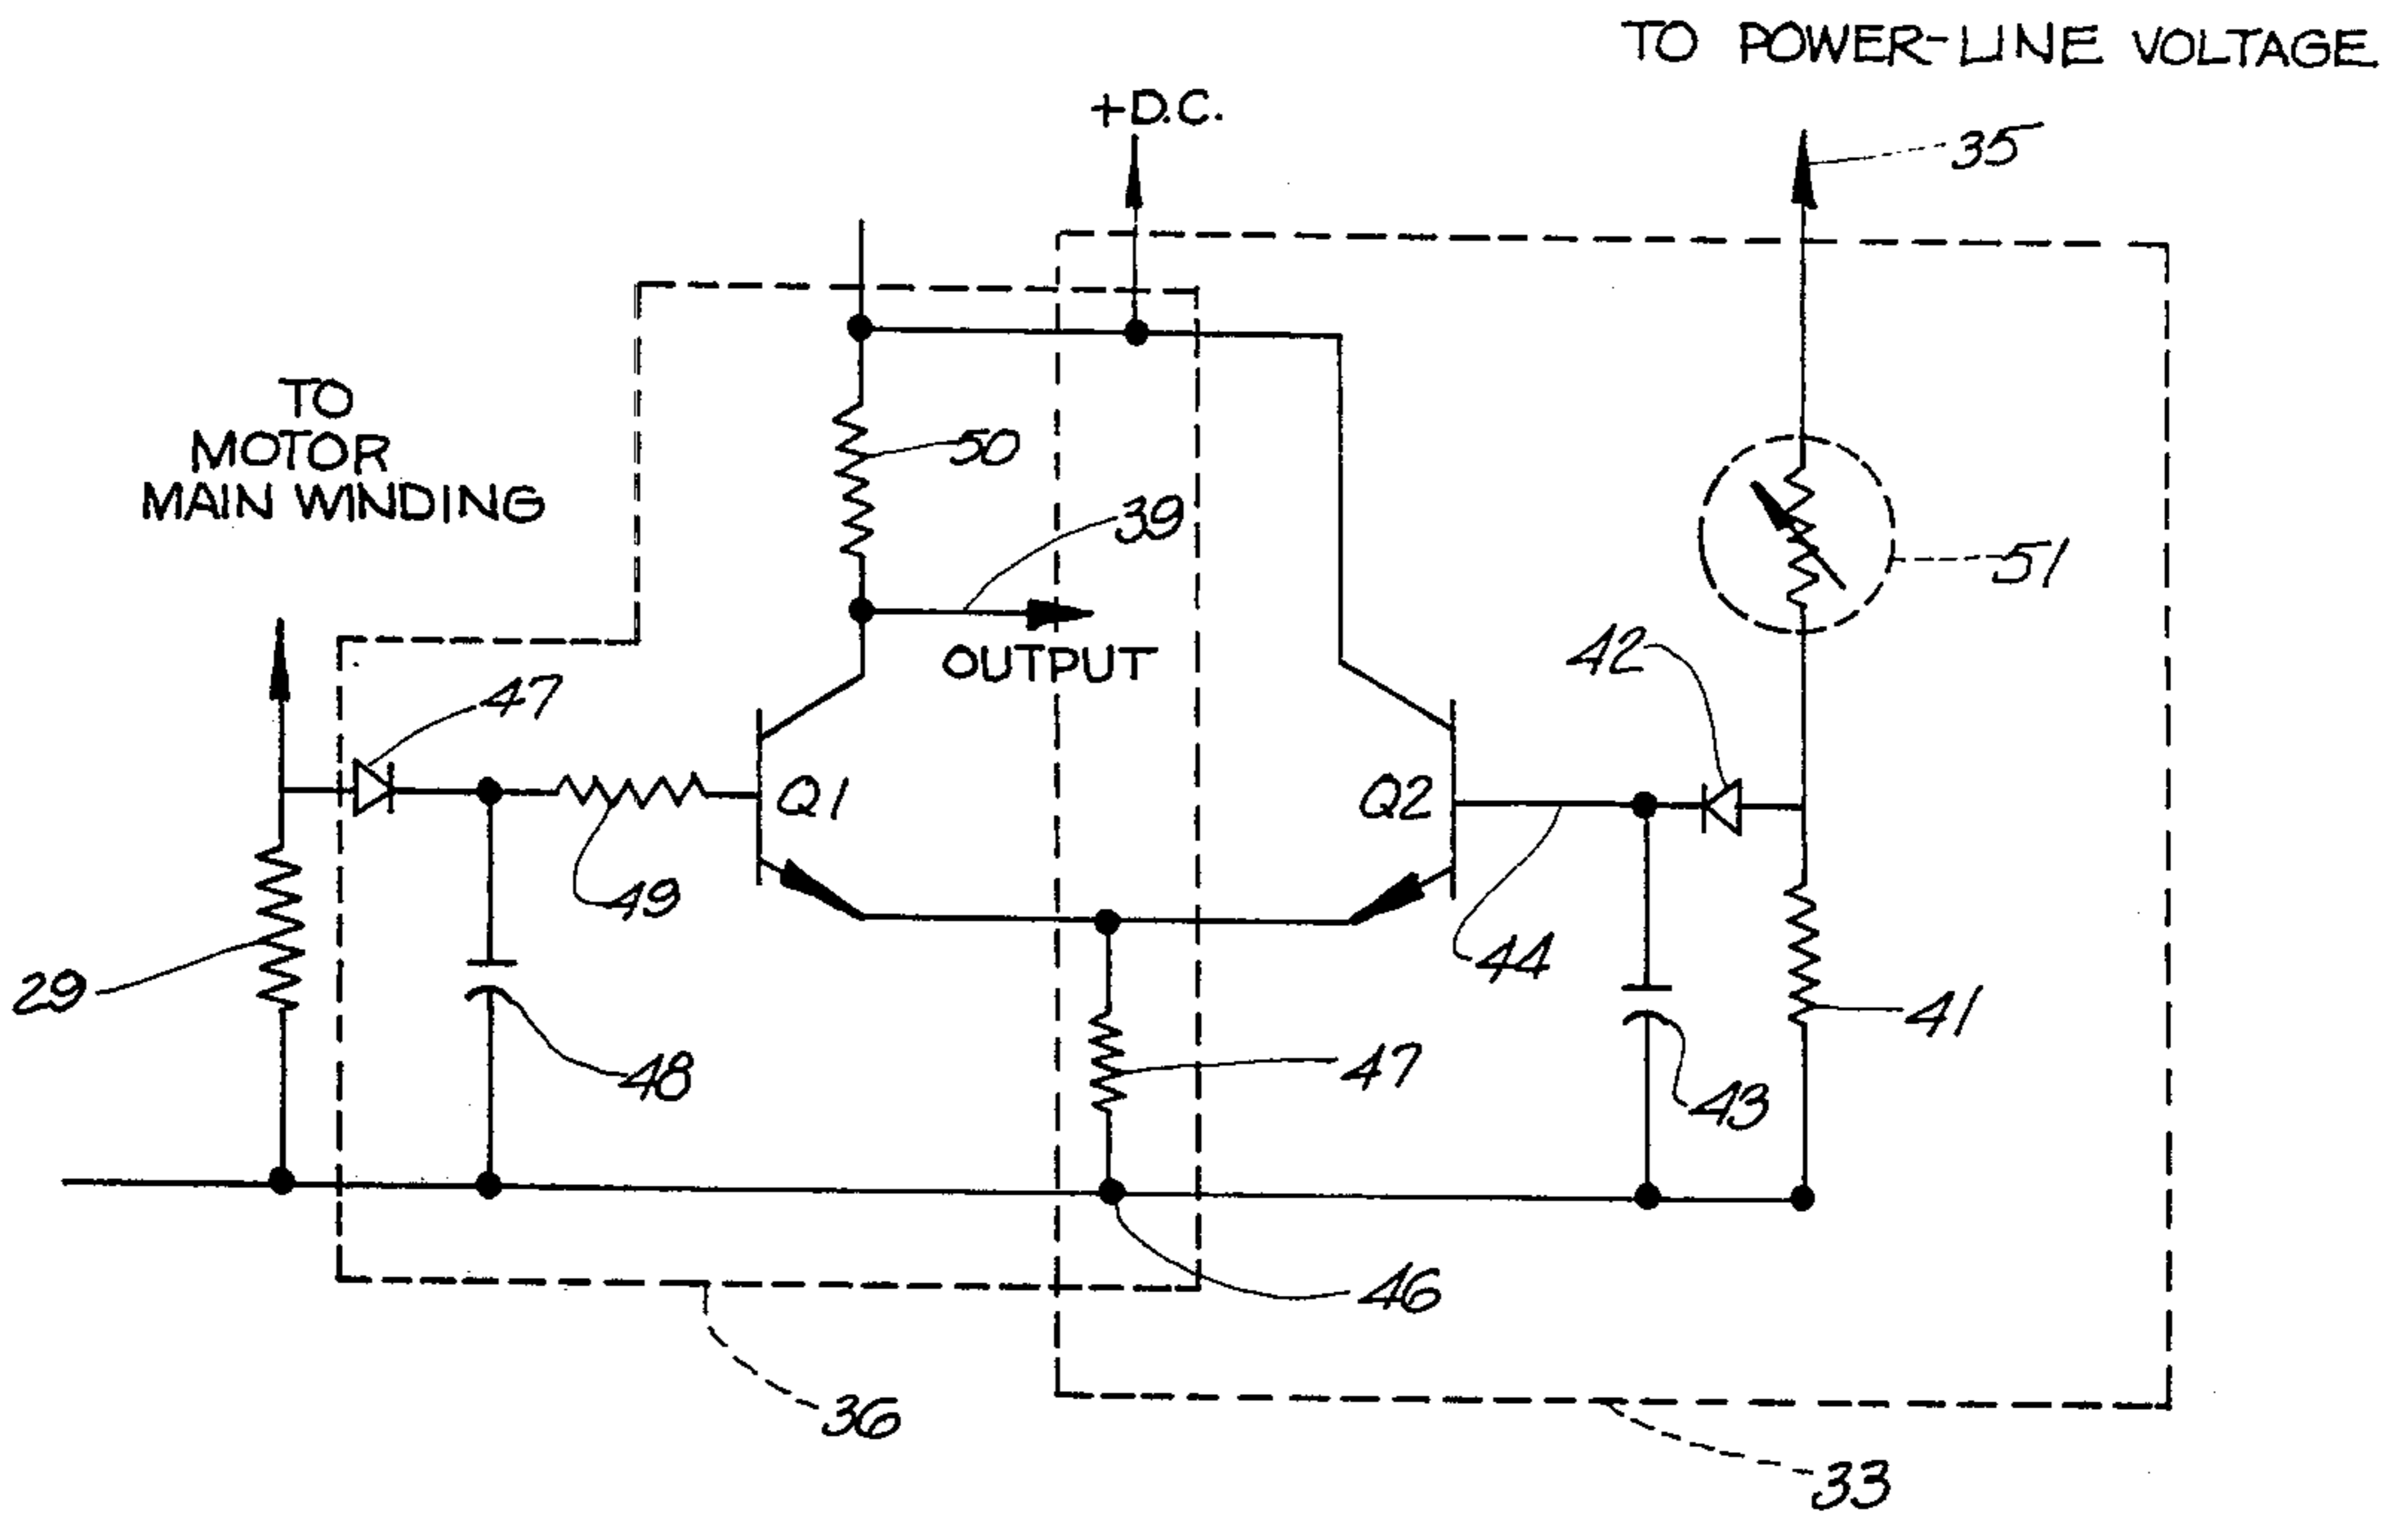 TO POWER-LINE VOLTAGE
+D.C.
35
TO
MOTOR
MAIN WINDING
50
39
51
OUTPUT
42
47
Q1
Q2
49
44
29
41
48
47
43
46
36
33